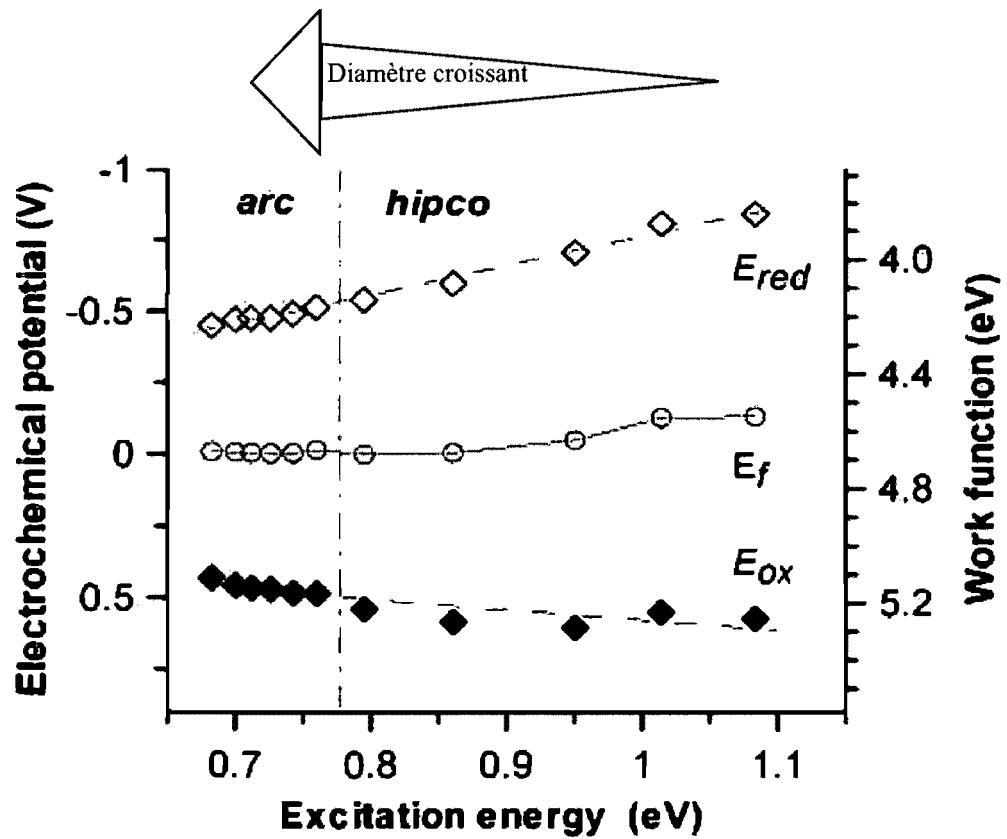 Diamètre croissant
Electrochemical potential (V)
-1
-0.5
0
0.5
arc
hipco
E_red
E_f
E_ox
4.0
4.4
4.8
5.2
Work function (eV)
0.7 0.8 0.9 1 1.1
Excitation energy (eV)